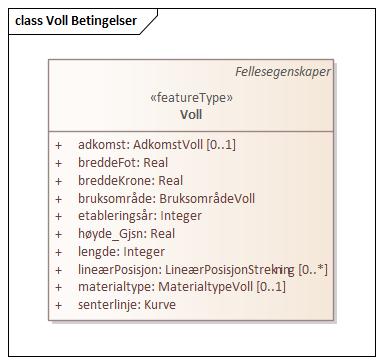 class Voll Betingelser
Fellesegenskaper
«featureType»
Voll
+ adkomst: AdkomstVoll [0..1]
+ breddeFot: Real
+ breddeKrone: Real
+ bruksområde: BruksområdeVoll
+ etableringsår: Integer
+ høyde_Gjsn: Real
+ lengde: Integer
+ lineærPosisjon: LineærPosisjonStrekning [0..*]
+ materialtype: MaterialtypeVoll [0..1]
+ senterlinje: Kurve